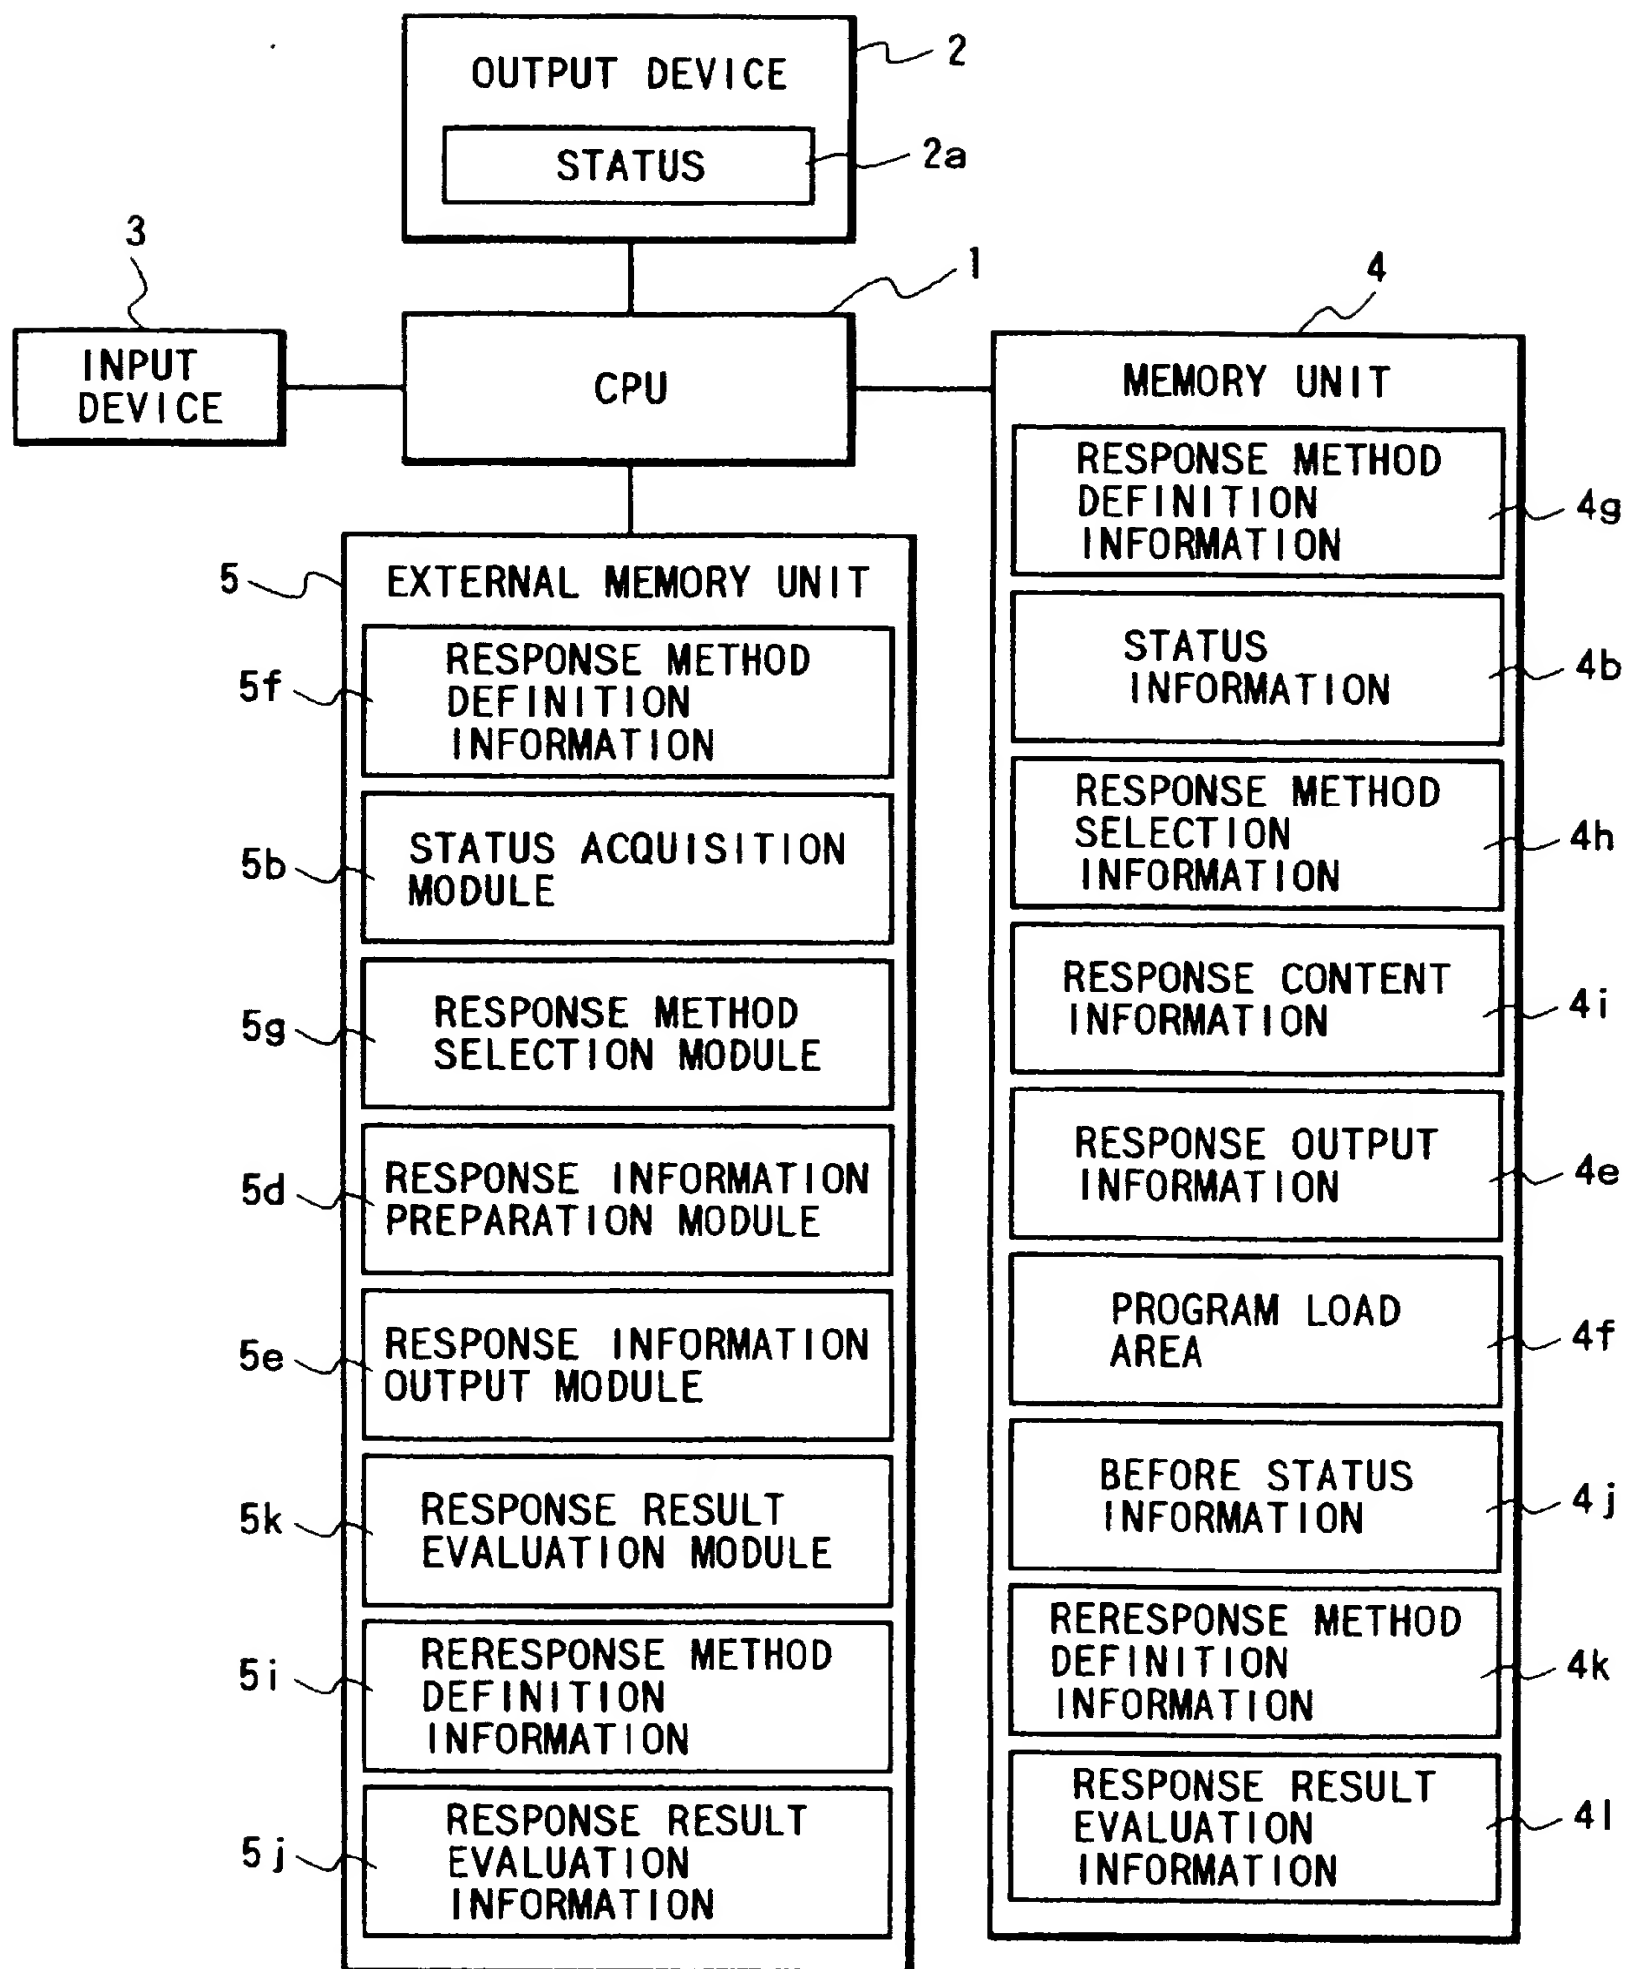 OUTPUT DEVICE
2
STATUS
2a
3
INPUT
DEVICE
1
CPU
4
MEMORY UNIT
RESPONSE METHOD
DEFINITION
INFORMATION
4g
STATUS
INFORMATION
4b
RESPONSE METHOD
SELECTION
INFORMATION
4h
RESPONSE CONTENT
INFORMATION
4i
RESPONSE OUTPUT
INFORMATION
4e
PROGRAM LOAD
AREA
4f
BEFORE STATUS
INFORMATION
4j
RERESPONSE METHOD
DEFINITION
INFORMATION
4k
RESPONSE RESULT
EVALUATION
INFORMATION
4l
5
EXTERNAL MEMORY UNIT
5f
RESPONSE METHOD
DEFINITION
INFORMATION
5b
STATUS ACQUISITION
MODULE
5g
RESPONSE METHOD
SELECTION MODULE
5d
RESPONSE INFORMATION
PREPARATION MODULE
5e
RESPONSE INFORMATION
OUTPUT MODULE
5k
RESPONSE RESULT
EVALUATION MODULE
5i
RERESPONSE METHOD
DEFINITION
INFORMATION
5j
RESPONSE RESULT
EVALUATION
INFORMATION